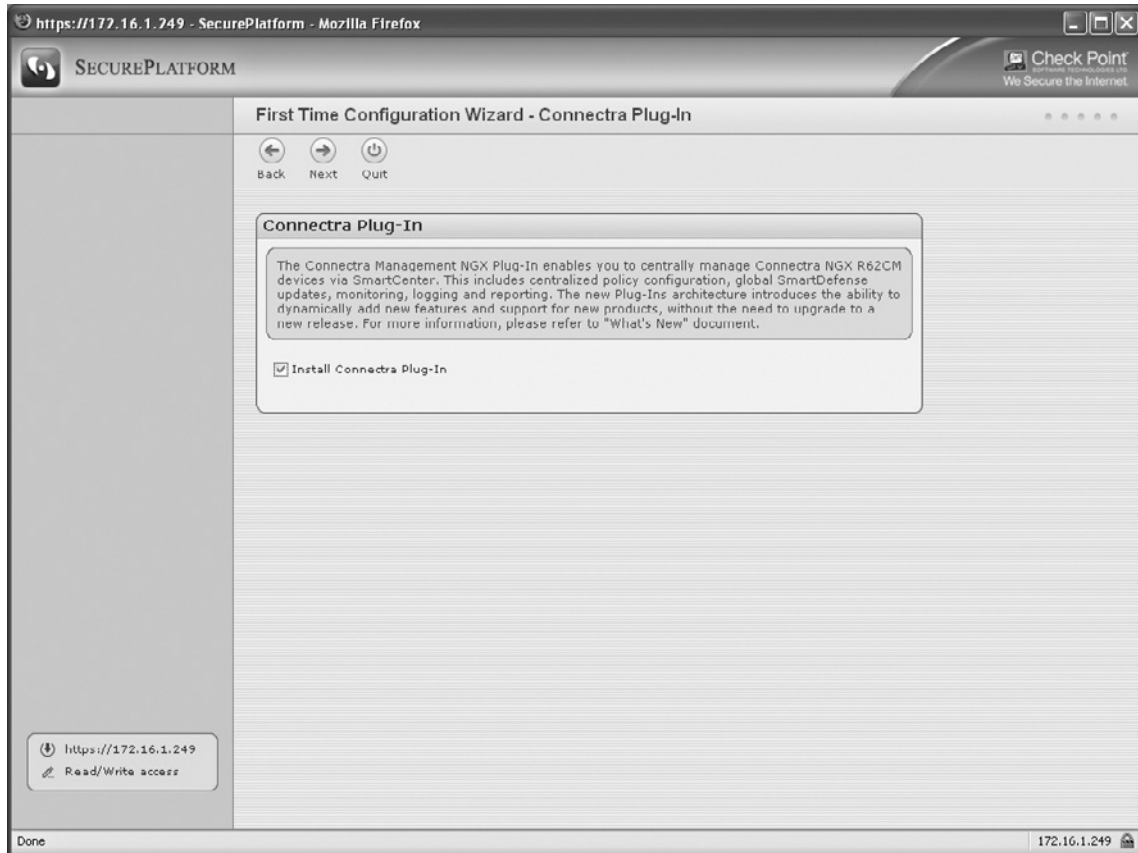 https://172.16.1.249 - SecurePlatform - Mozilla Firefox
SECUREPLATFORM
Check Point
SOFTWARE TECHNOLOGIES LTD
We Secure the Internet.
First Time Configuration Wizard - Connectra Plug-In
Back Next Quit
Connectra Plug-In
The Connectra Management NGX Plug-In enables you to centrally manage Connectra NGX R62CM
devices via SmartCenter. This includes centralized policy configuration, global SmartDefense
updates, monitoring, logging and reporting. The new Plug-Ins architecture introduces the ability to
dynamically add new features and support for new products, without the need to upgrade to a
new release. For more information, please refer to "What's New" document.
Install Connectra Plug-In
https://172.16.1.249
Read/Write access
Done
172.16.1.249